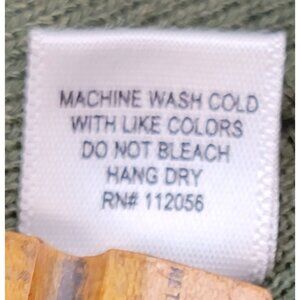 MACHINE WASH COLD
WITH LIKE COLORS
DO NOT BLEACH
HANG DRY
RN# 112056